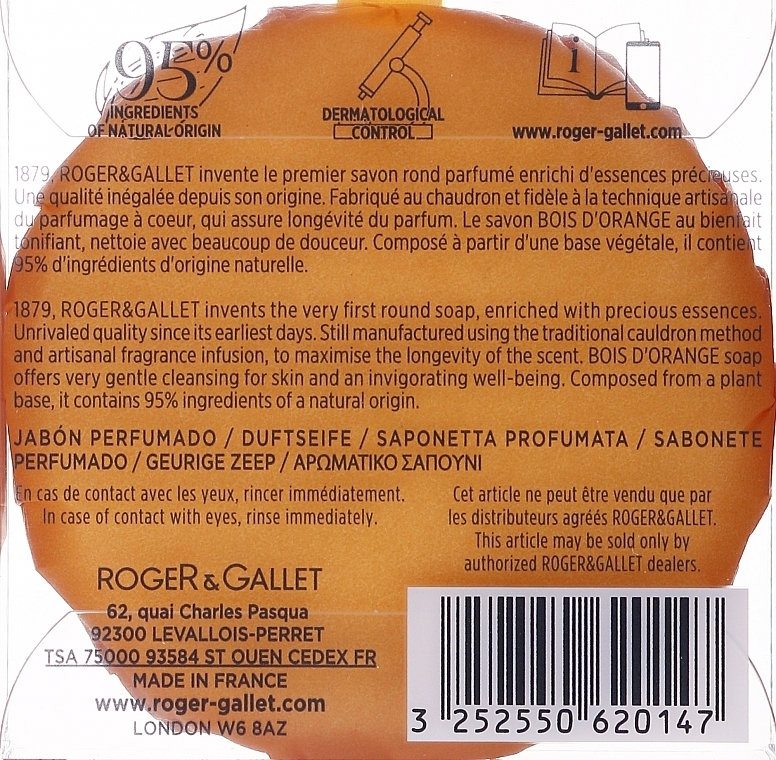 95%
INGREDIENTS
OF NATURAL ORIGIN
DERMATOLOGICAL
CONTROL
i
www.roger-gallet.com
1879, ROGER&GALLET invente le premier savon rond parfumé enrichi d'essences précieuses.
Une qualité inégalée depuis son origine. Fabriqué au chaudron et fidèle à la technique artisanale
du parfumage à coeur, qui assure longévité du parfum. Le savon BOIS D'ORANGE au bienfait
tonifiant, nettoie avec beaucoup de douceur. Composé à partir d'une base végétale, il contient
95% d'ingrédients d'origine naturelle.
1879, ROGER&GALLET invents the very first round soap, enriched with precious essences.
Unrivaled quality since its earliest days. Still manufactured using the traditional cauldron method
and artisanal fragrance infusion, to maximise the longevity of the scent. BOIS D'ORANGE soap
offers very gentle cleansing for skin and an invigorating well-being. Composed from a plant
base, it contains 95% ingredients of a natural origin.
JABÓN PERFUMADO / DUFTSEIFE / SAPONETTA PROFUMATA / SABONETE
PERFUMADO / GEURIGE ZEEP / ΑΡΩΜΑΤΙΚΟ ΣΑΠΟΥΝΙ
En cas de contact avec les yeux, rincer immédiatement.
In case of contact with eyes, rinse immediately.
Cet article ne peut être vendu que par
les distributeurs agréés ROGER&GALLET.
This article may be sold only by
authorized ROGER&GALLET dealers.
ROGER & GALLET
62, quai Charles Pasqua
92300 LEVALLOIS-PERRET
TSA 75000 93584 ST OUEN CEDEX FR
MADE IN FRANCE
www.roger-gallet.com
LONDON W6 8AZ
3 252550 620147